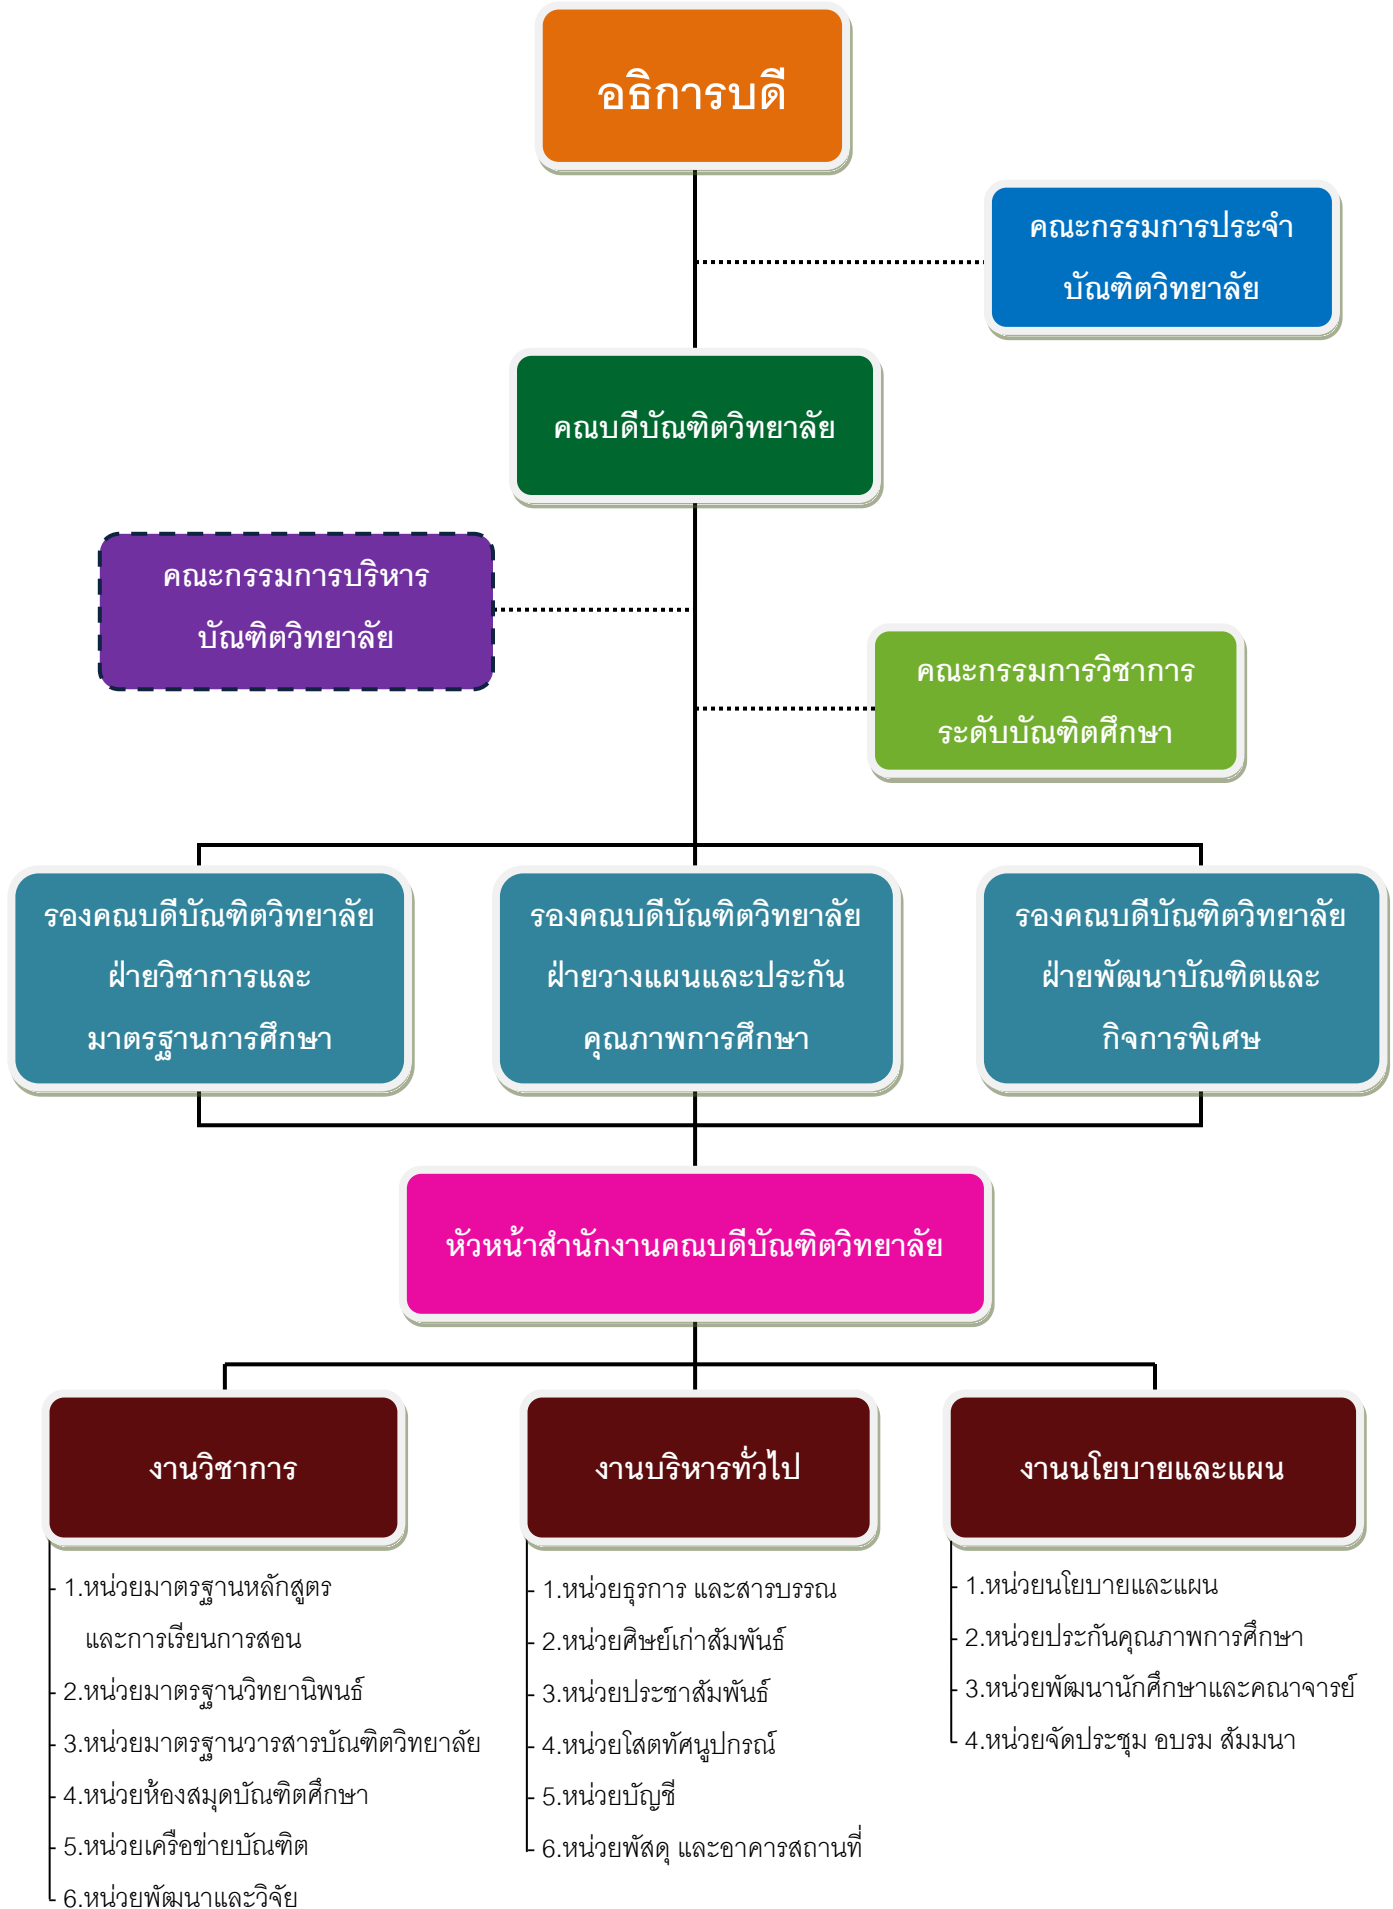 อธิการบดี
คณะกรรมการประจำ
บัณฑิตวิทยาลัย
คณบดีบัณฑิตวิทยาลัย
คณะกรรมการบริหาร
บัณฑิตวิทยาลัย
คณะกรรมการวิชาการ
ระดับบัณฑิตศึกษา
รองคณบดีบัณฑิตวิทยาลัย
ฝ่ายวิชาการและ
มาตรฐานการศึกษา
รองคณบดีบัณฑิตวิทยาลัย
ฝ่ายวางแผนและประกัน
คุณภาพการศึกษา
รองคณบดีบัณฑิตวิทยาลัย
ฝ่ายพัฒนาบัณฑิตและ
กิจการพิเศษ
หัวหน้าสำนักงานคณบดีบัณฑิตวิทยาลัย
งานวิชาการ
1.หน่วยมาตรฐานหลักสูตร
และการเรียนการสอน
2.หน่วยมาตรฐานวิทยานิพนธ์
3.หน่วยมาตรฐานวารสารบัณฑิตวิทยาลัย
4.หน่วยห้องสมุดบัณฑิตศึกษา
5.หน่วยเครือข่ายบัณฑิต
6.หน่วยพัฒนาและวิจัย
งานบริหารทั่วไป
1.หน่วยธุรการ และสารบรรณ
2.หน่วยศิษย์เก่าสัมพันธ์
3.หน่วยประชาสัมพันธ์
4.หน่วยโสตทัศนูปกรณ์
5.หน่วยบัญชี
6.หน่วยพัสดุ และอาคารสถานที่
งานนโยบายและแผน
1.หน่วยนโยบายและแผน
2.หน่วยประกันคุณภาพการศึกษา
3.หน่วยพัฒนานักศึกษาและคณาจารย์
4.หน่วยจัดประชุม อบรม สัมมนา